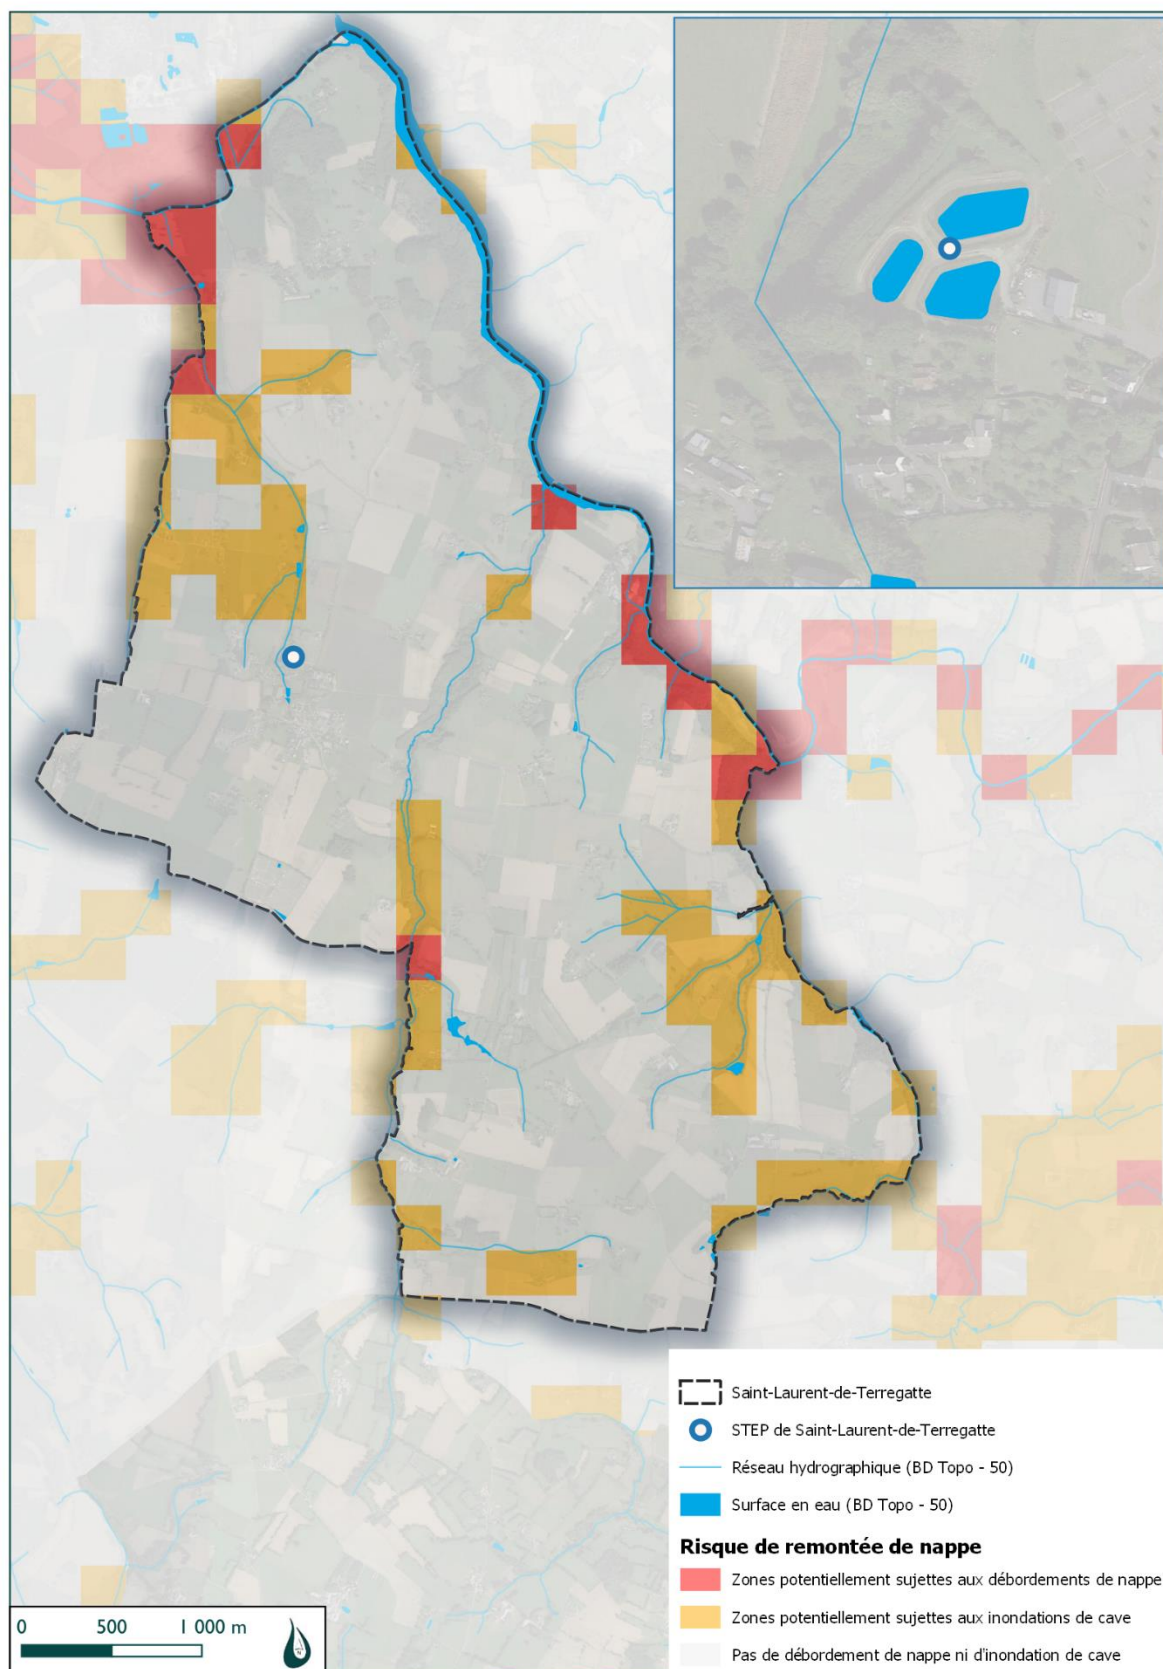 Saint-Laurent-de-Terregatte
STEP de Saint-Laurent-de-Terregatte
Réseau hydrographique (BD Topo - 50)
Surface en eau (BD Topo - 50)
Risque de remontée de nappe
Zones potentiellement sujettes aux débordements de nappe
Zones potentiellement sujettes aux inondations de cave
Pas de débordement de nappe ni d'inondation de cave
0 500 1 000 m